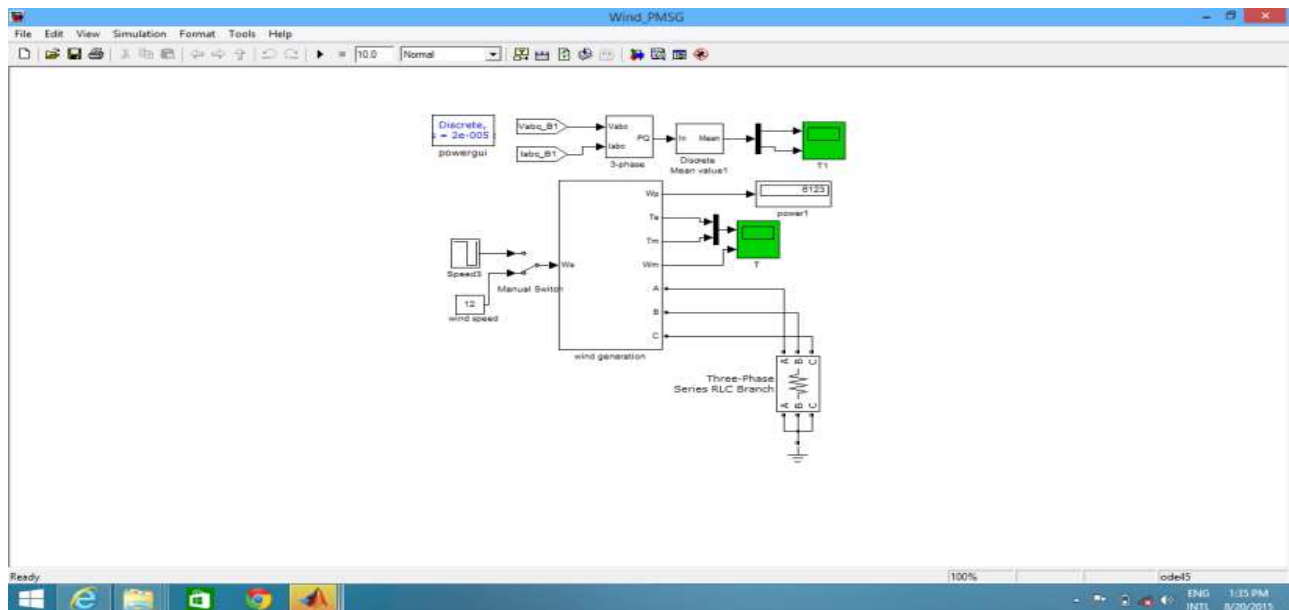 Wind_PMSG
File Edit View Simulation Format Tools Help
10.0 Normal
Discrete,
s = 2e-005
powergui
Vabc_B1
Iabc_B1
Vabc
Iabc
PQ
3-phase
In Mean
Discrete
Mean value1
T1
Wa
Te
Tm
Wm
A
B
C
wind generation
6123
power1
T
Speed3
Manual Switch
12
wind speed
Three-Phase
Series RLC Branch
A B C
A B C
Ready
100%
ode45
ENG
INTL
1:35 PM
8/20/2015